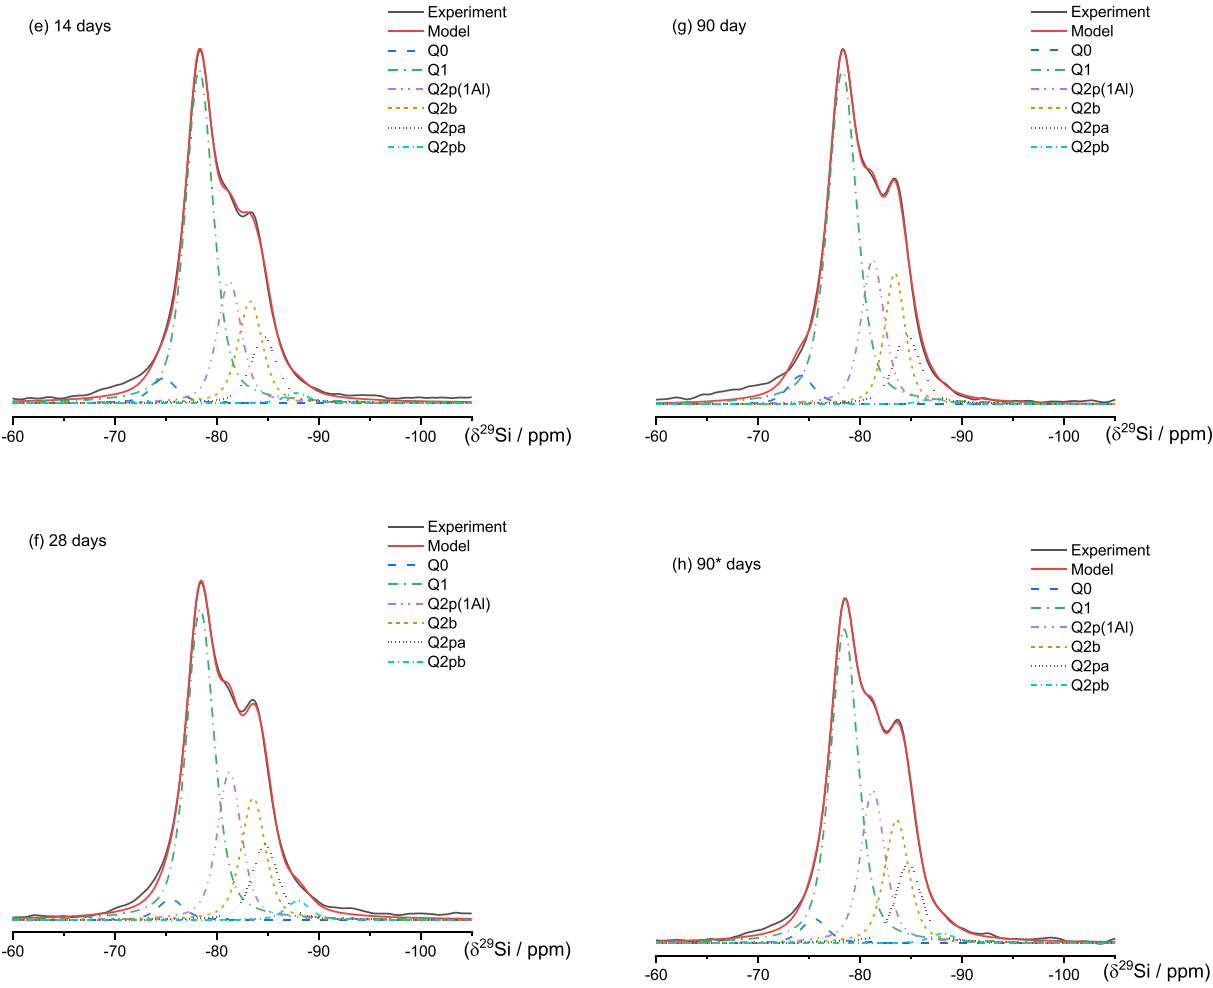 (e) 14 days
Experiment
Model
Q0
Q1
Q2p(1Al)
Q2b
Q2pa
Q2pb
-60 -70 -80 -90 -100 (δ²⁹Si / ppm)
(g) 90 day
Experiment
Model
Q0
Q1
Q2p(1Al)
Q2b
Q2pa
Q2pb
-60 -70 -80 -90 -100 (δ²⁹Si / ppm)
(f) 28 days
Experiment
Model
Q0
Q1
Q2p(1Al)
Q2b
Q2pa
Q2pb
-60 -70 -80 -90 -100 (δ²⁹Si / ppm)
(h) 90* days
Experiment
Model
Q0
Q1
Q2p(1Al)
Q2b
Q2pa
Q2pb
-60 -70 -80 -90 -100 (δ²⁹Si / ppm)